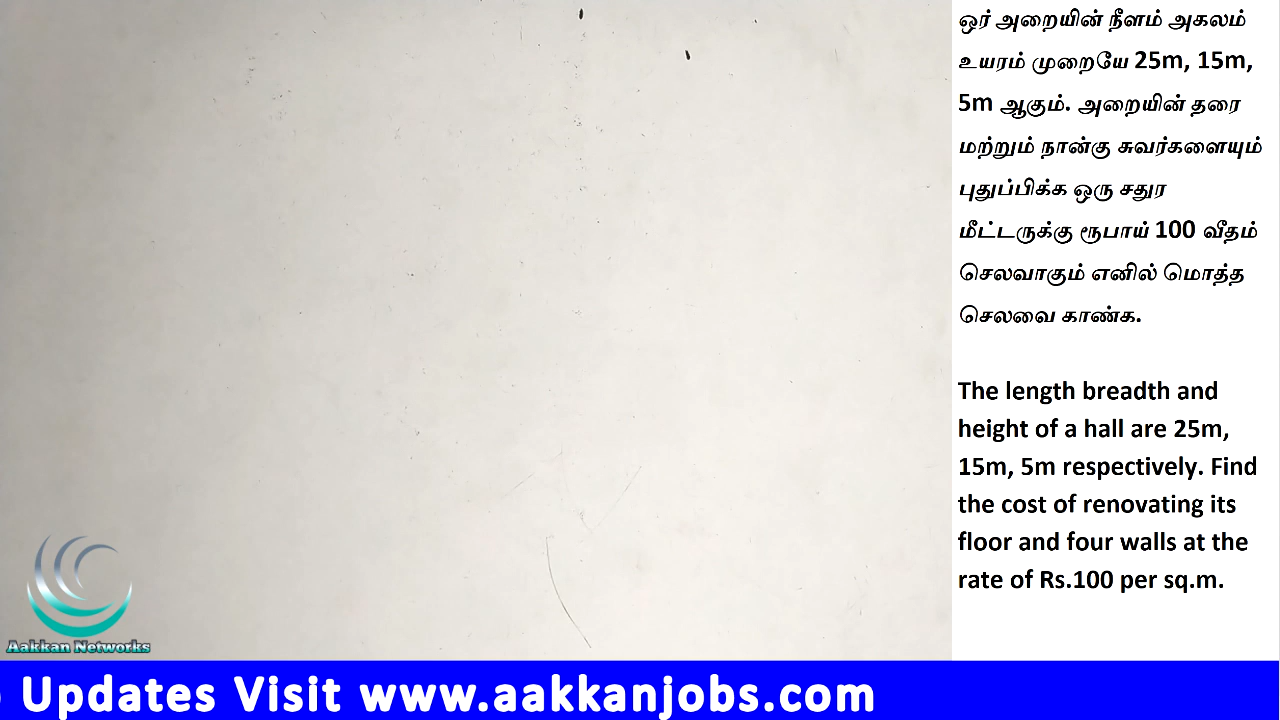 ஒர் அறையின் நீளம் அகலம்
உயரம் முறையே 25m, 15m,
5m ஆகும். அறையின் தரை
மற்றும் நான்கு சுவர்களையும்
புதுப்பிக்க ஒரு சதுர
மீட்டருக்கு ரூபாய் 100 வீதம்
செலவாகும் எனில் மொத்த
செலவை காண்க.
The length breadth and
height of a hall are 25m,
15m, 5m respectively. Find
the cost of renovating its
floor and four walls at the
rate of Rs.100 per sq.m.
Aakkan Networks
Updates Visit www.aakkanjobs.com